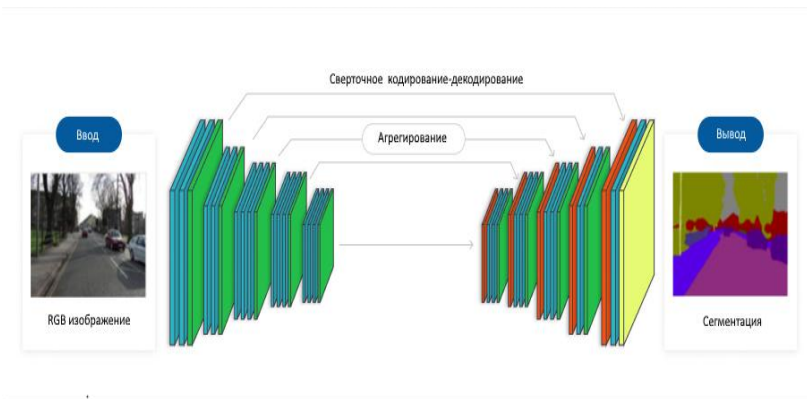 Сверточное кодирование-декодирование
Ввод
Агрегирование
Вывод
RGB изображение
Сегментация